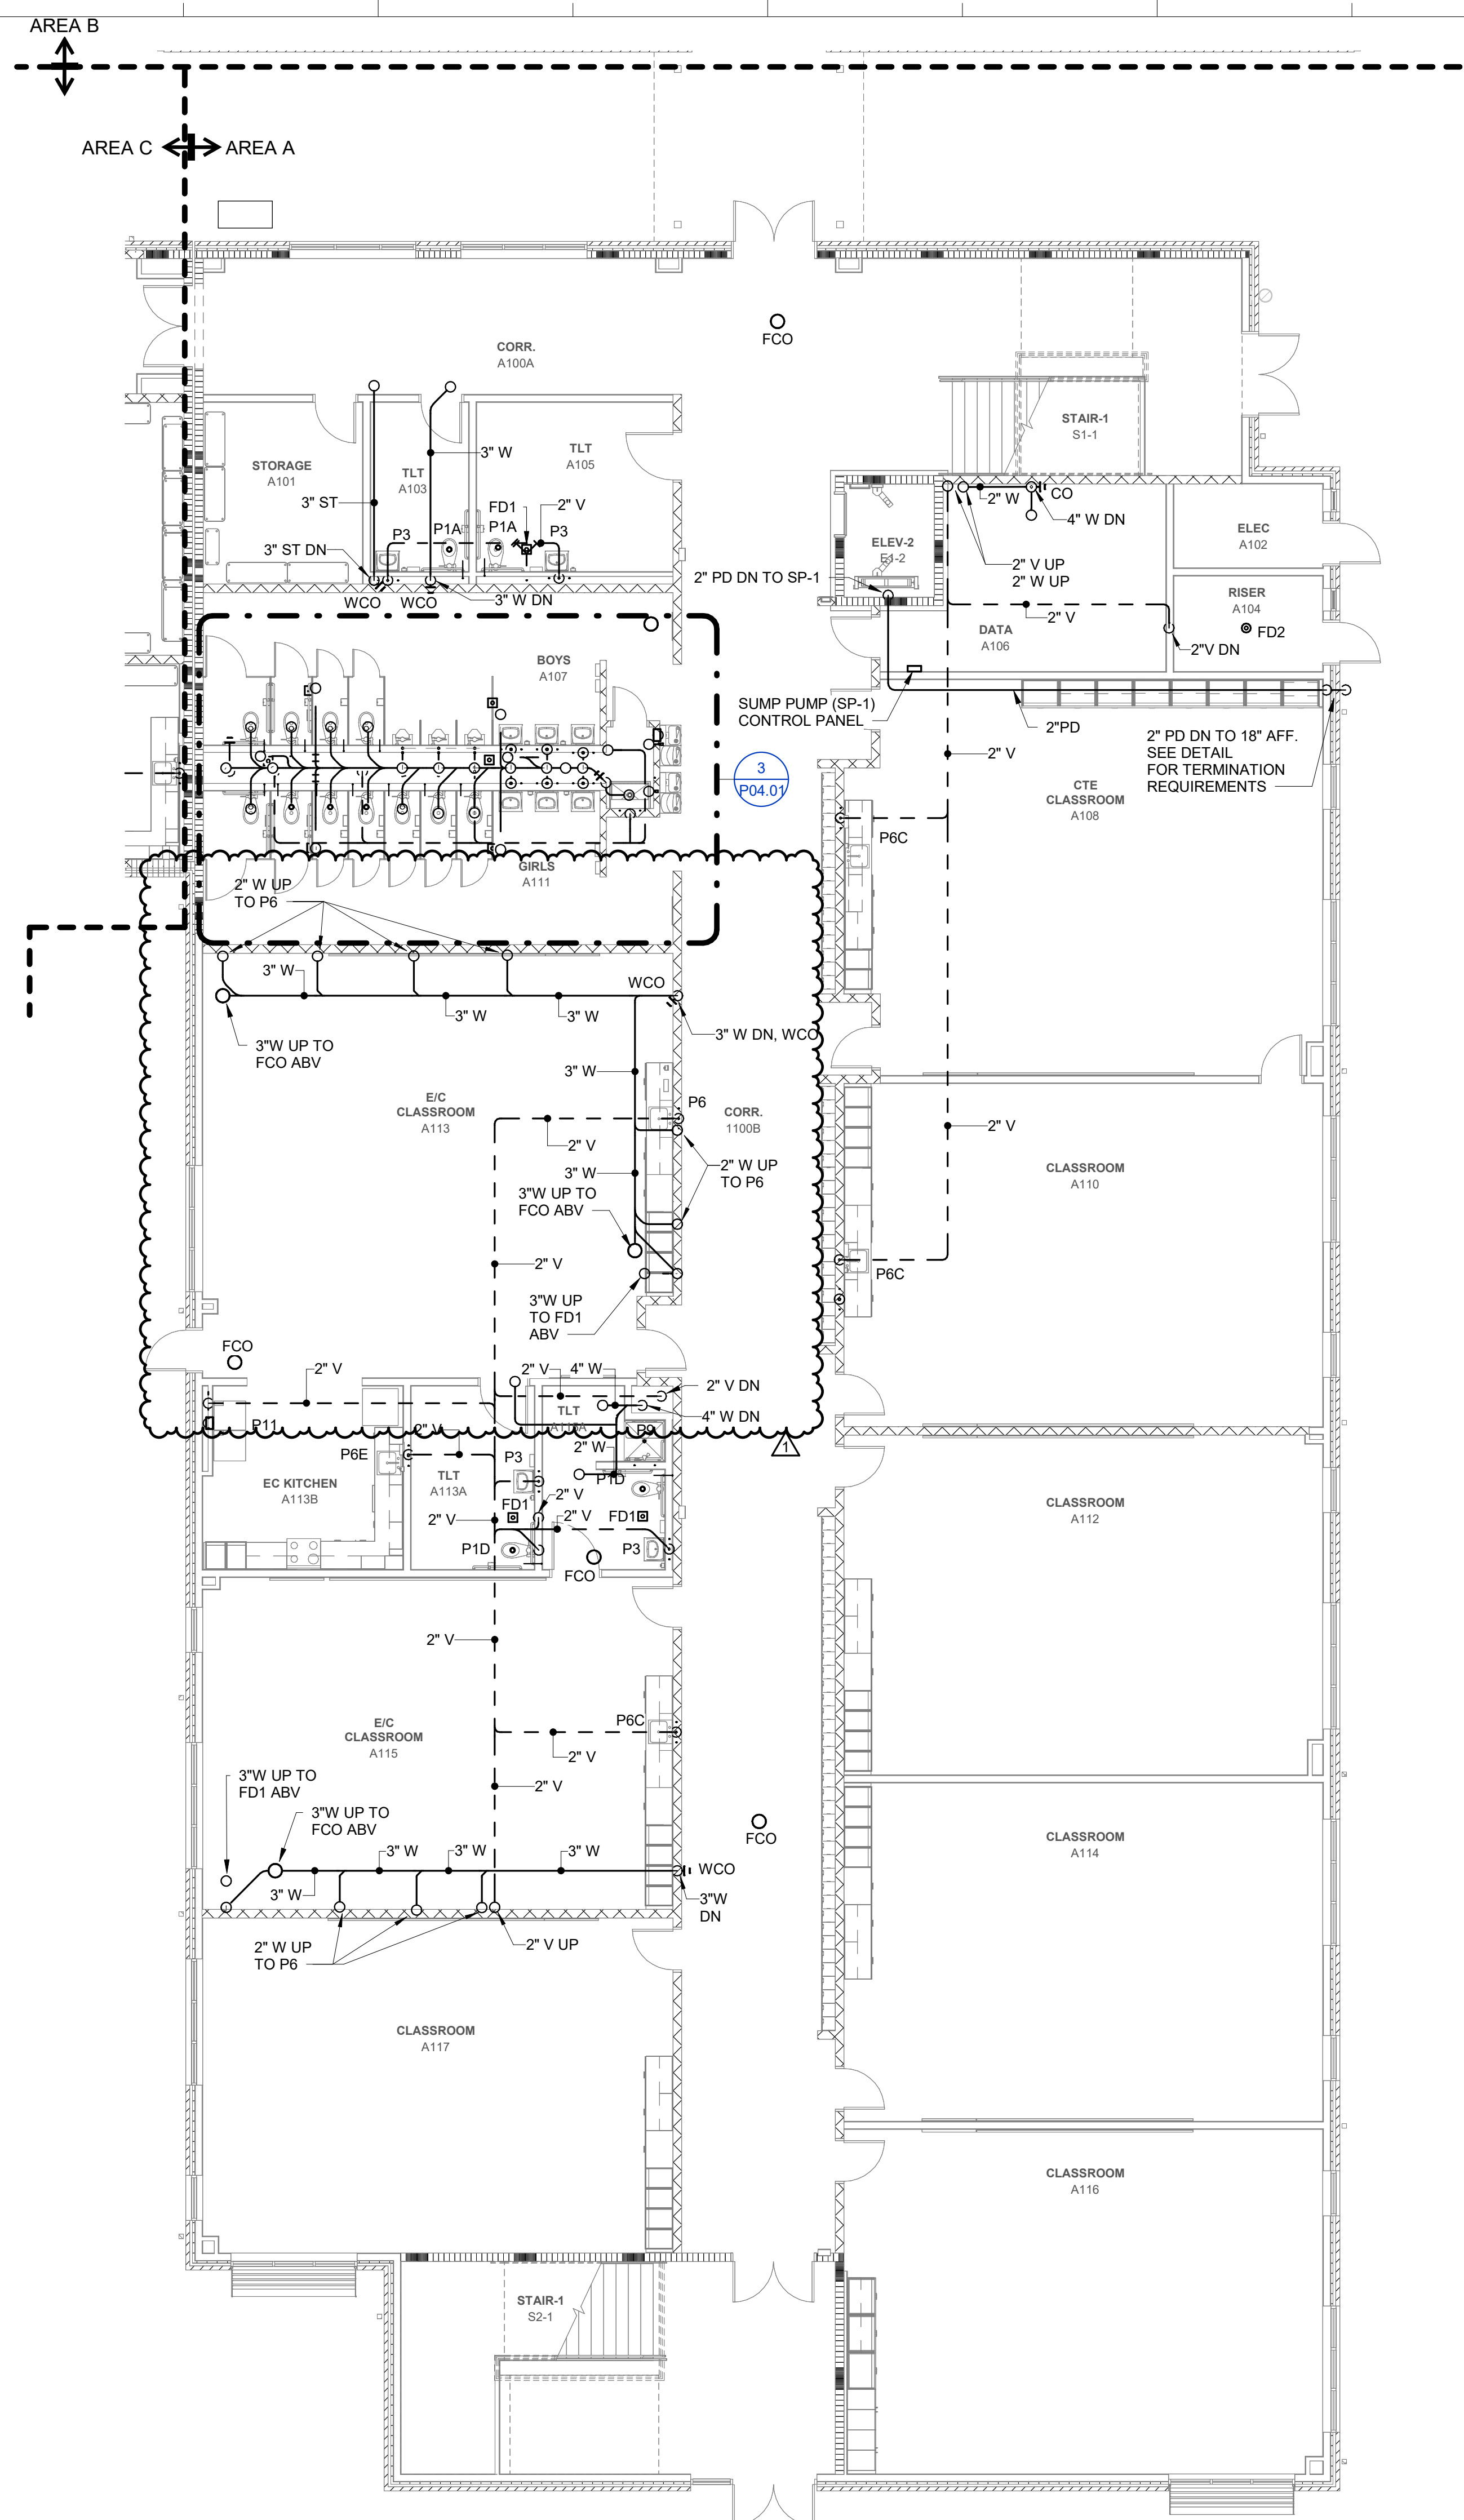 AREA B
AREA C
AREA A
FCO
CORR.
A100A
STAIR-1
S1-1
STORAGE
A101
TLT
A103
TLT
A105
3" W
3" ST
FD1
2" V
P3
P1A
P1A
P3
3" ST DN
WCO
WCO
3" W DN
2" W
CO
4" W DN
ELEC
A102
ELEV-2
E1-2
2" V UP
2" W UP
2" PD DN TO SP-1
RISER
A104
FD2
2" V
DATA
A106
2"V DN
BOYS
A107
SUMP PUMP (SP-1)
CONTROL PANEL
2"PD
2" PD DN TO 18" AFF.
SEE DETAIL
FOR TERMINATION
REQUIREMENTS
2" V
3
P04.01
CTE
CLASSROOM
A108
P6C
GIRLS
A111
2" W UP
TO P6
3" W
WCO
3" W
3" W
3" W DN, WCO
3"W UP TO
FCO ABV
3" W
E/C
CLASSROOM
A113
P6
CORR.
1100B
2" V
2" V
3" W
2" W UP
TO P6
CLASSROOM
A110
3"W UP TO
FCO ABV
2" V
P6C
3"W UP
TO FD1
ABV
FCO
2" V
2" V
4" W
2" V DN
TLT
A115A
4" W DN
P11
2" V
P9
1
P6E
P3
2" W
EC KITCHEN
A113B
TLT
A113A
P1D
2" V
FD1
2" V
2" V
FD1
P1D
P3
FCO
CLASSROOM
A112
2" V
E/C
CLASSROOM
A115
P6C
2" V
2" V
3"W UP TO
FD1 ABV
3"W UP TO
FCO ABV
FCO
CLASSROOM
A114
3" W
3" W
3" W
WCO
3" W
3"W
DN
2" W UP
TO P6
2" V UP
CLASSROOM
A117
CLASSROOM
A116
STAIR-1
S2-1